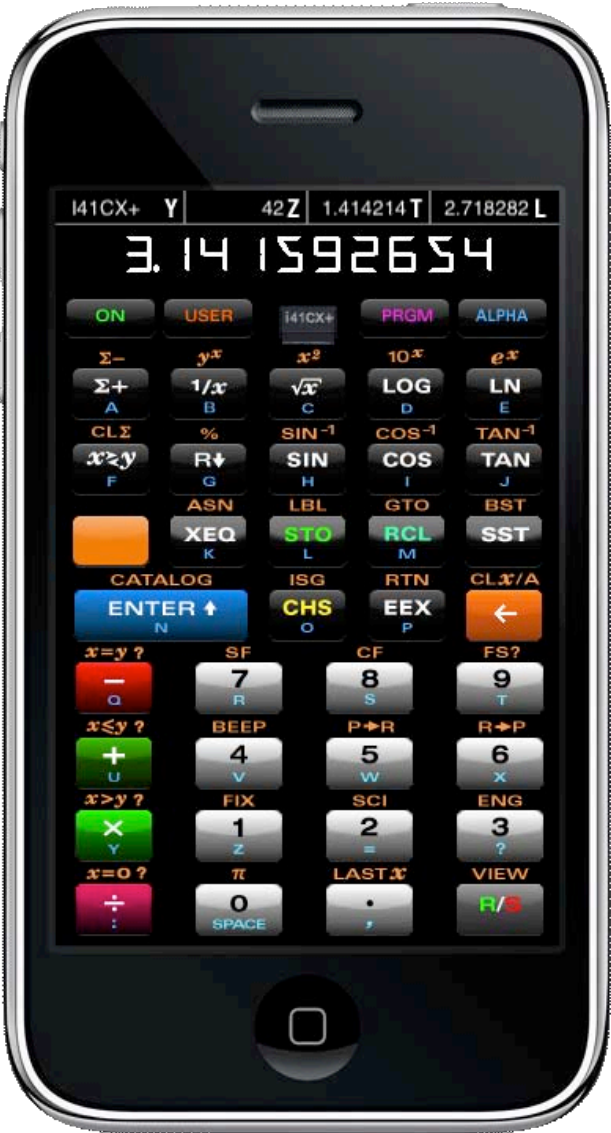 I41CX+ Y 42 Z 1.414214 T 2.718282 L
3.141592654
ON USER i41CX+ PRGM ALPHA
Σ− yˣ x² 10ˣ eˣ
Σ+ 1/x √x LOG LN
A B C D E
CLΣ % SIN⁻¹ COS⁻¹ TAN⁻¹
x≷y R↓ SIN COS TAN
F G H I J
ASN LBL GTO BST
XEQ STO RCL SST
K L M
CATALOG ISG RTN CLx/A
ENTER ↑ CHS EEX ←
N O P
x=y ? SF CF FS?
− 7 8 9
Q R S T
x≤y ? BEEP P→R R→P
+ 4 5 6
U V W X
x>y ? FIX SCI ENG
× 1 2 3
Y Z = ?
x=0 ? π LAST x VIEW
÷ 0 . R/S
: SPACE ,